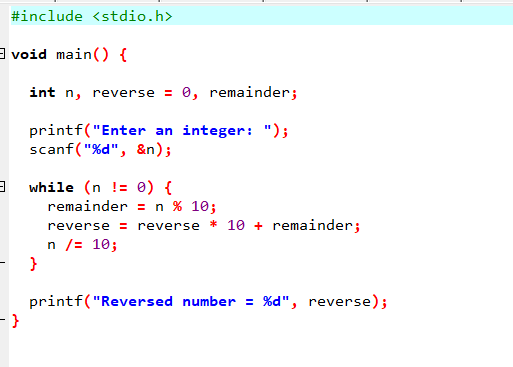 #include <stdio.h>
void main() {
int n, reverse = 0, remainder;
printf("Enter an integer: ");
scanf("%d", &n);
while (n != 0) {
remainder = n % 10;
reverse = reverse * 10 + remainder;
n /= 10;
}
printf("Reversed number = %d", reverse);
}